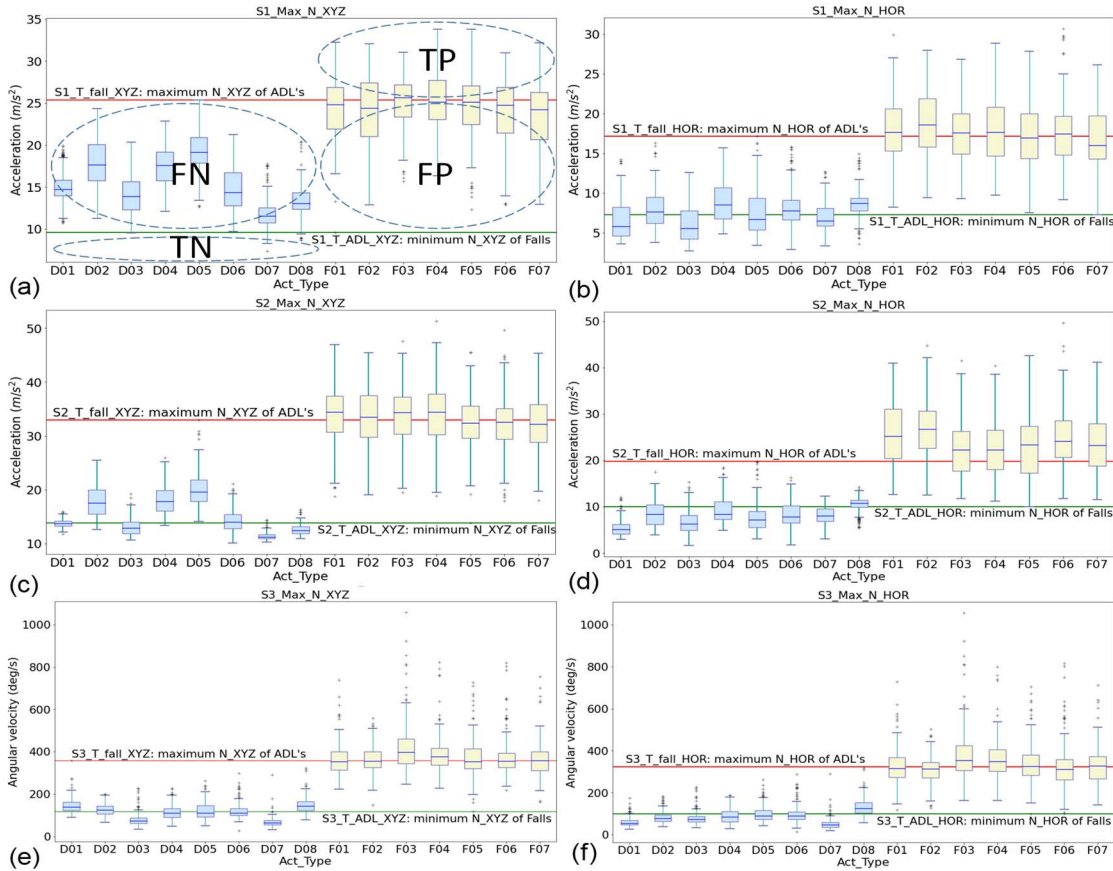 S1_Max_N_XYZ
35
30
25
20
15
10
Acceleration (m/s²)
TP
S1_T_fall_XYZ: maximum N_XYZ of ADL's
FN
FP
S1_T_ADL_XYZ: minimum N_XYZ of Falls
TN
D01 D02 D03 D04 D05 D06 D07 D08 F01 F02 F03 F04 F05 F06 F07
Act_Type
(a)
S1_Max_N_HOR
30
25
20
15
10
5
Acceleration (m/s²)
S1_T_fall_HOR: maximum N_HOR of ADL's
S1_T_ADL_HOR: minimum N_HOR of Falls
D01 D02 D03 D04 D05 D06 D07 D08 F01 F02 F03 F04 F05 F06 F07
Act_Type
(b)
S2_Max_N_XYZ
50
40
30
20
10
Acceleration (m/s²)
S2_T_fall_XYZ: maximum N_XYZ of ADL's
S2_T_ADL_XYZ: minimum N_XYZ of Falls
D01 D02 D03 D04 D05 D06 D07 D08 F01 F02 F03 F04 F05 F06 F07
Act_Type
(c)
S2_Max_N_HOR
50
40
30
20
10
0
Acceleration (m/s²)
S2_T_fall_HOR: maximum N_HOR of ADL's
S2_T_ADL_HOR: minimum N_HOR of Falls
D01 D02 D03 D04 D05 D06 D07 D08 F01 F02 F03 F04 F05 F06 F07
Act_Type
(d)
S3_Max_N_XYZ
1000
800
600
400
200
0
Angular velocity (deg/s)
S3_T_fall_XYZ: maximum N_XYZ of ADL's
S3_T_ADL_XYZ: minimum N_XYZ of Falls
D01 D02 D03 D04 D05 D06 D07 D08 F01 F02 F03 F04 F05 F06 F07
Act_Type
(e)
S3_Max_N_HOR
1000
800
600
400
200
0
Angular velocity (deg/s)
S3_T_fall_HOR: maximum N_HOR of ADL's
S3_T_ADL_HOR: minimum N_HOR of Falls
D01 D02 D03 D04 D05 D06 D07 D08 F01 F02 F03 F04 F05 F06 F07
Act_Type
(f)